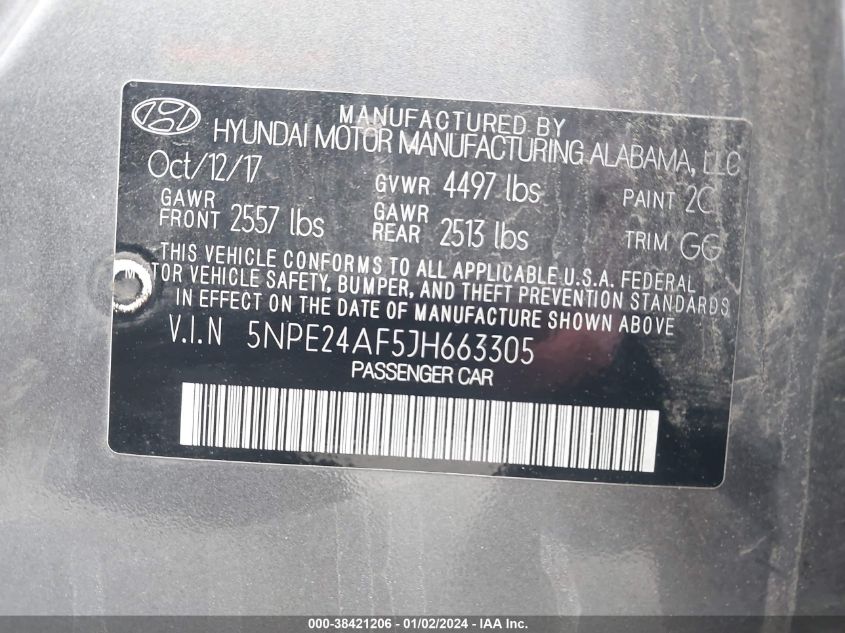 MANUFACTURED BY
HYUNDAI MOTOR MANUFACTURING ALABAMA, LLC
Oct/12/17 GVWR 4497 lbs PAINT 2C
GAWR FRONT 2557 lbs GAWR REAR 2513 lbs TRIM GG
THIS VEHICLE CONFORMS TO ALL APPLICABLE U.S.A. FEDERAL
MOTOR VEHICLE SAFETY, BUMPER, AND THEFT PREVENTION STANDARDS
IN EFFECT ON THE DATE OF MANUFACTURE SHOWN ABOVE
V.I.N 5NPE24AF5JH663305
PASSENGER CAR
000-38421206 - 01/02/2024 - IAA Inc.